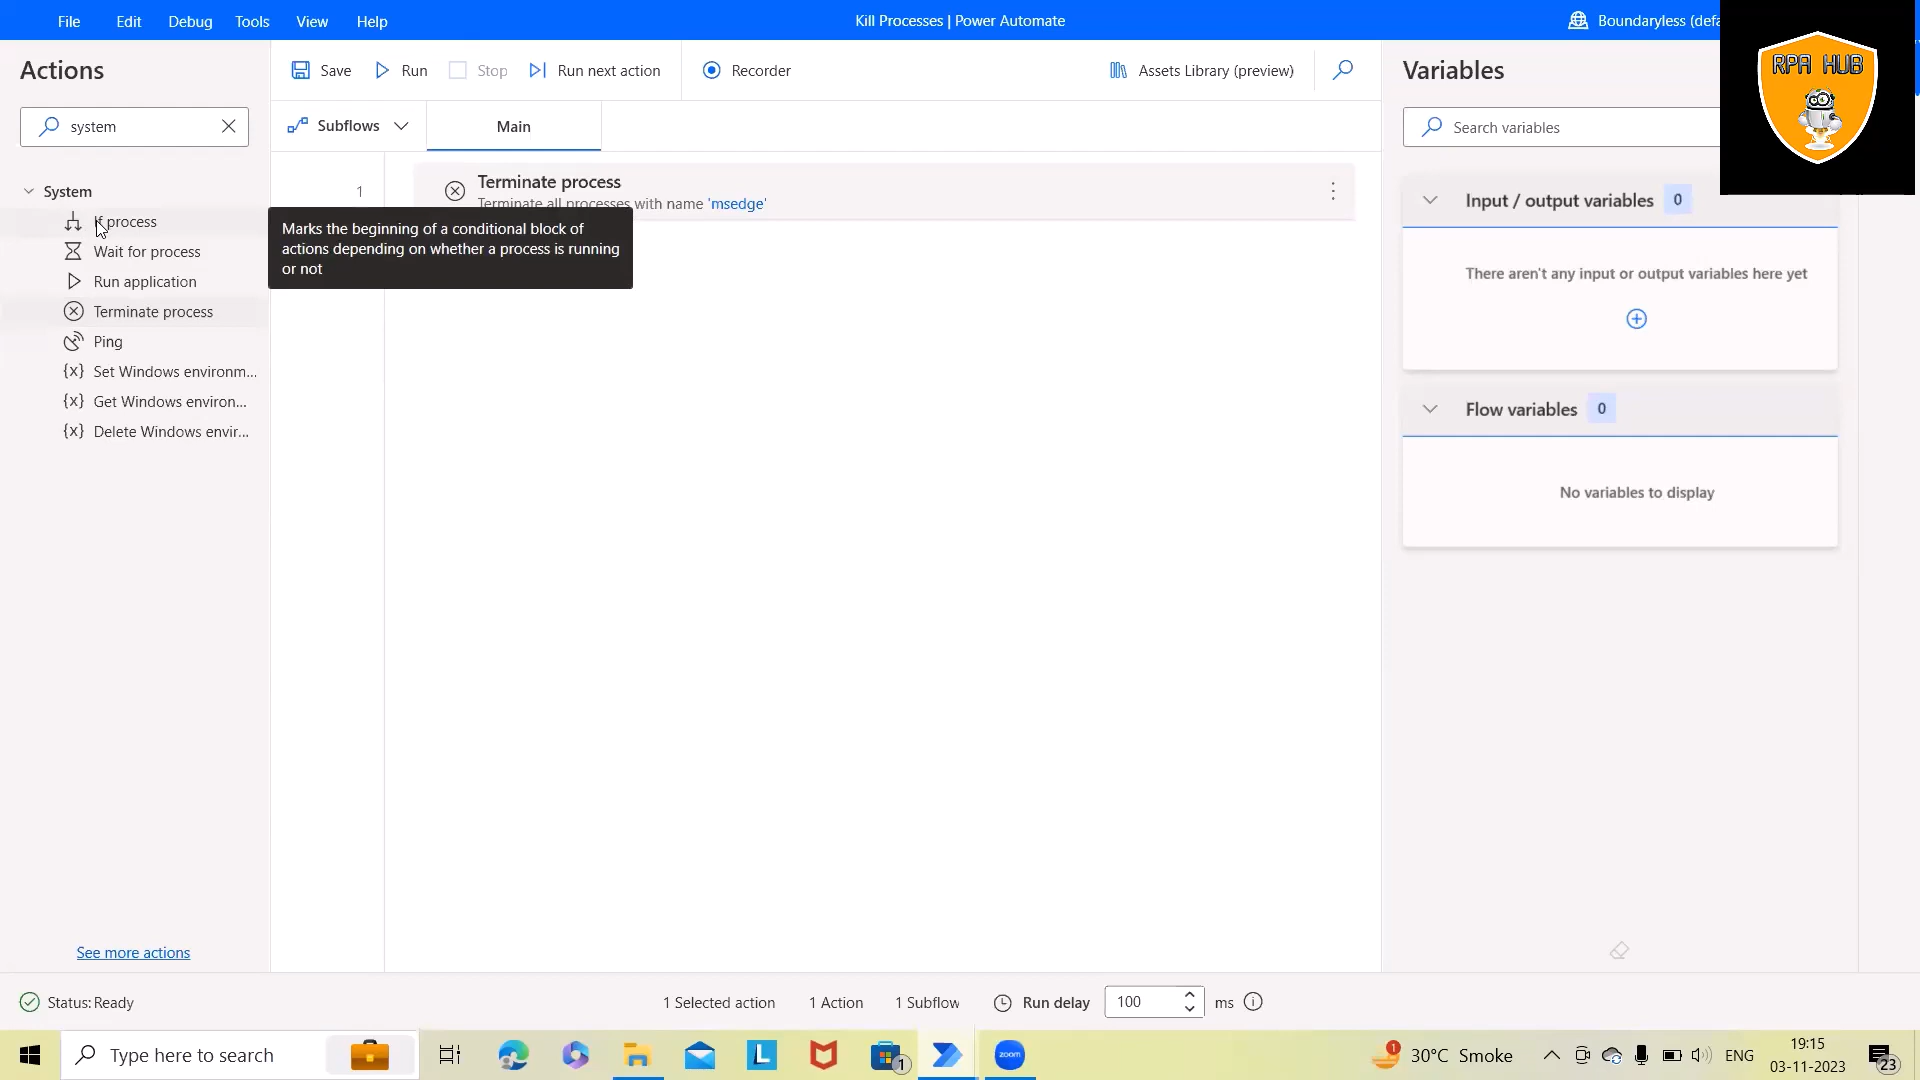 File Edit Debug Tools View Help
Kill Processes | Power Automate
Boundaryless (defa
RPA HUB
Actions
Save Run Stop Run next action Recorder
Assets Library (preview)
Variables
system
Subflows
Main
Search variables
System
If process
Wait for process
Run application
Terminate process
Ping
{x} Set Windows environm...
{x} Get Windows environ...
{x} Delete Windows envir...
See more actions
1
Terminate process
Terminate all processes with name 'msedge'
Marks the beginning of a conditional block of
actions depending on whether a process is running
or not
Input / output variables 0
There aren't any input or output variables here yet
Flow variables 0
No variables to display
Status: Ready
1 Selected action 1 Action 1 Subflow Run delay 100 ms
Type here to search
L
1
zoom
1
30°C Smoke
ENG
19:15
03-11-2023
23